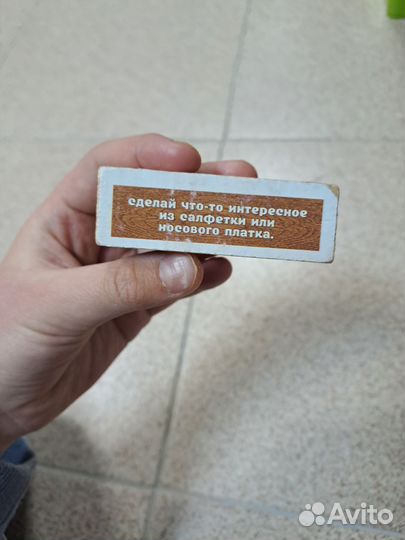 сделай что-то интересное
из салфетки или
носового платка.
Avito